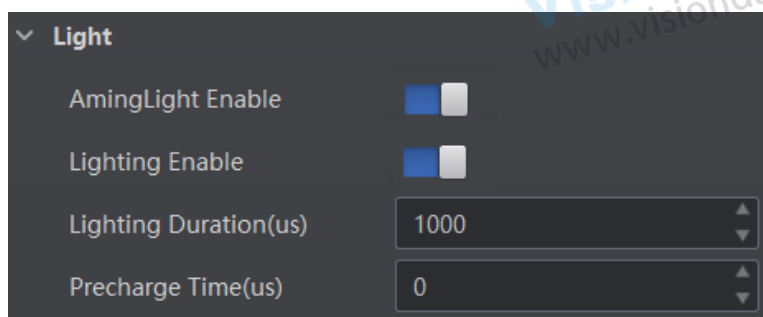 Light
AmingLight Enable
Lighting Enable
Lighting Duration(us)
1000
Precharge Time(us)
0